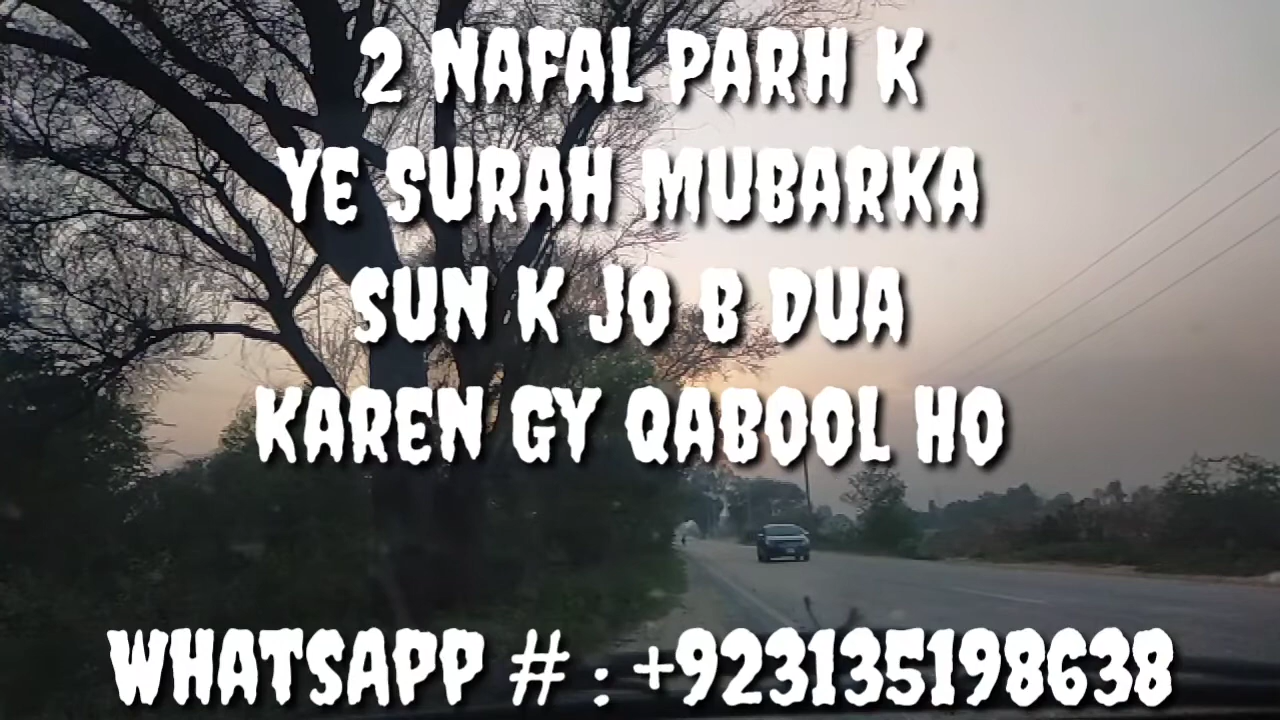 2 NAFAL PARH K
YE SURAH MUBARKA
SUN K JO B DUA
KAREN GY QABOOL HO
WHATSAPP # : +923135198638